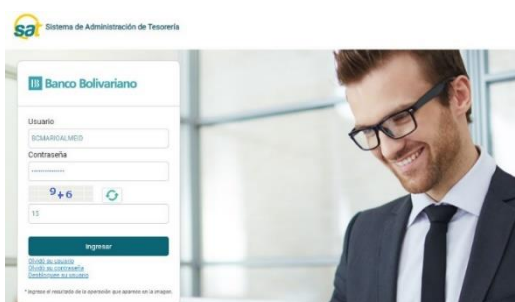 sat Sistema de Administración de Tesorería
Banco Bolivariano
Usuario
BCMARICALMEID
Contraseña
9+6
15
Ingresar
Olvidó su usuario
Olvidó su contraseña
Desbloquee su usuario
* Ingrese el resultado de la operación que aparece en la imagen.